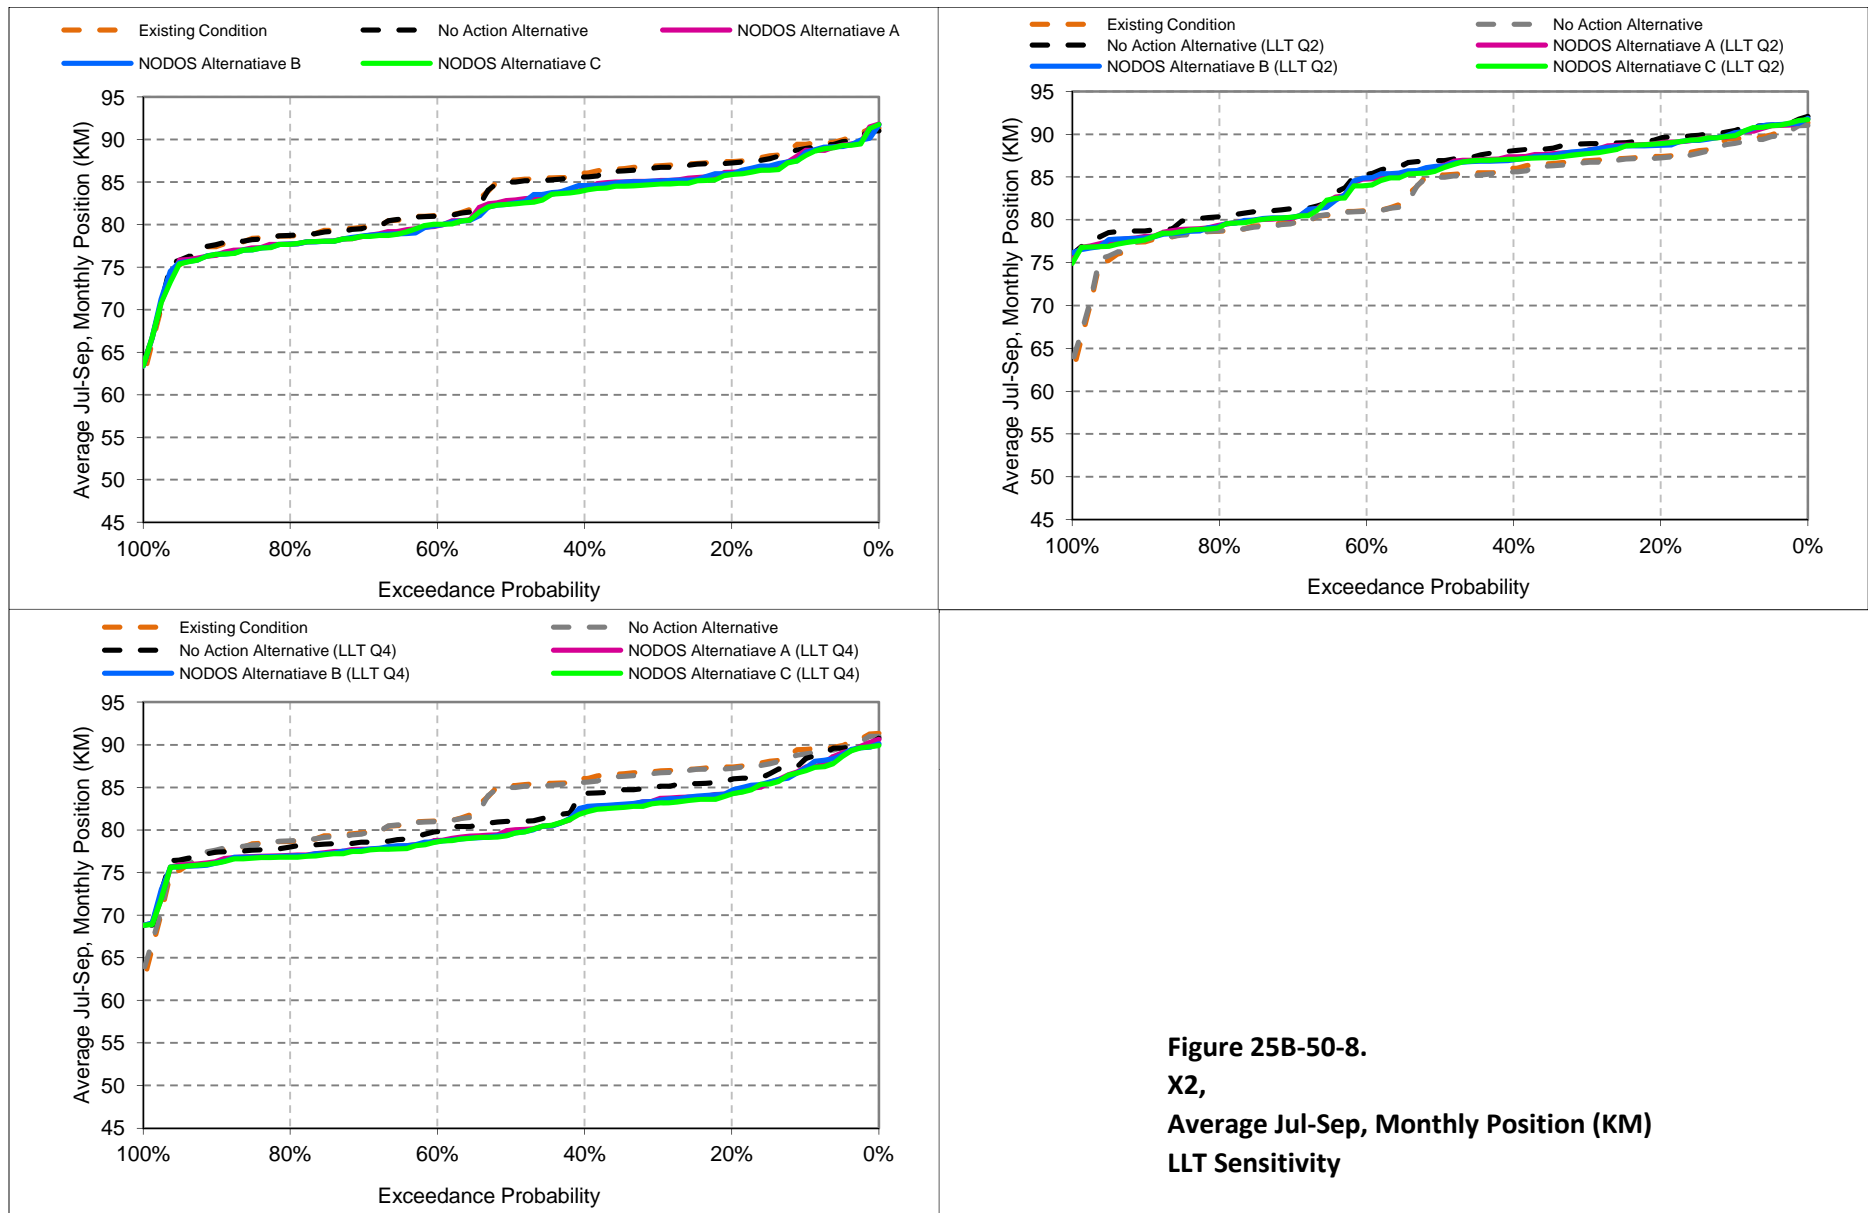 Existing Condition
No Action Alternative
NODOS Alternatiave A
NODOS Alternatiave B
NODOS Alternatiave C
Average Jul-Sep, Monthly Position (KM)
95
90
85
80
75
70
65
60
55
50
45
100% 80% 60% 40% 20% 0%
Exceedance Probability
Existing Condition
No Action Alternative
No Action Alternative (LLT Q2)
NODOS Alternatiave A (LLT Q2)
NODOS Alternatiave B (LLT Q2)
NODOS Alternatiave C (LLT Q2)
Average Jul-Sep, Monthly Position (KM)
95
90
85
80
75
70
65
60
55
50
45
100% 80% 60% 40% 20% 0%
Exceedance Probability
Existing Condition
No Action Alternative
No Action Alternative (LLT Q4)
NODOS Alternatiave A (LLT Q4)
NODOS Alternatiave B (LLT Q4)
NODOS Alternatiave C (LLT Q4)
Average Jul-Sep, Monthly Position (KM)
95
90
85
80
75
70
65
60
55
50
45
100% 80% 60% 40% 20% 0%
Exceedance Probability
Figure 25B-50-8.
X2,
Average Jul-Sep, Monthly Position (KM)
LLT Sensitivity